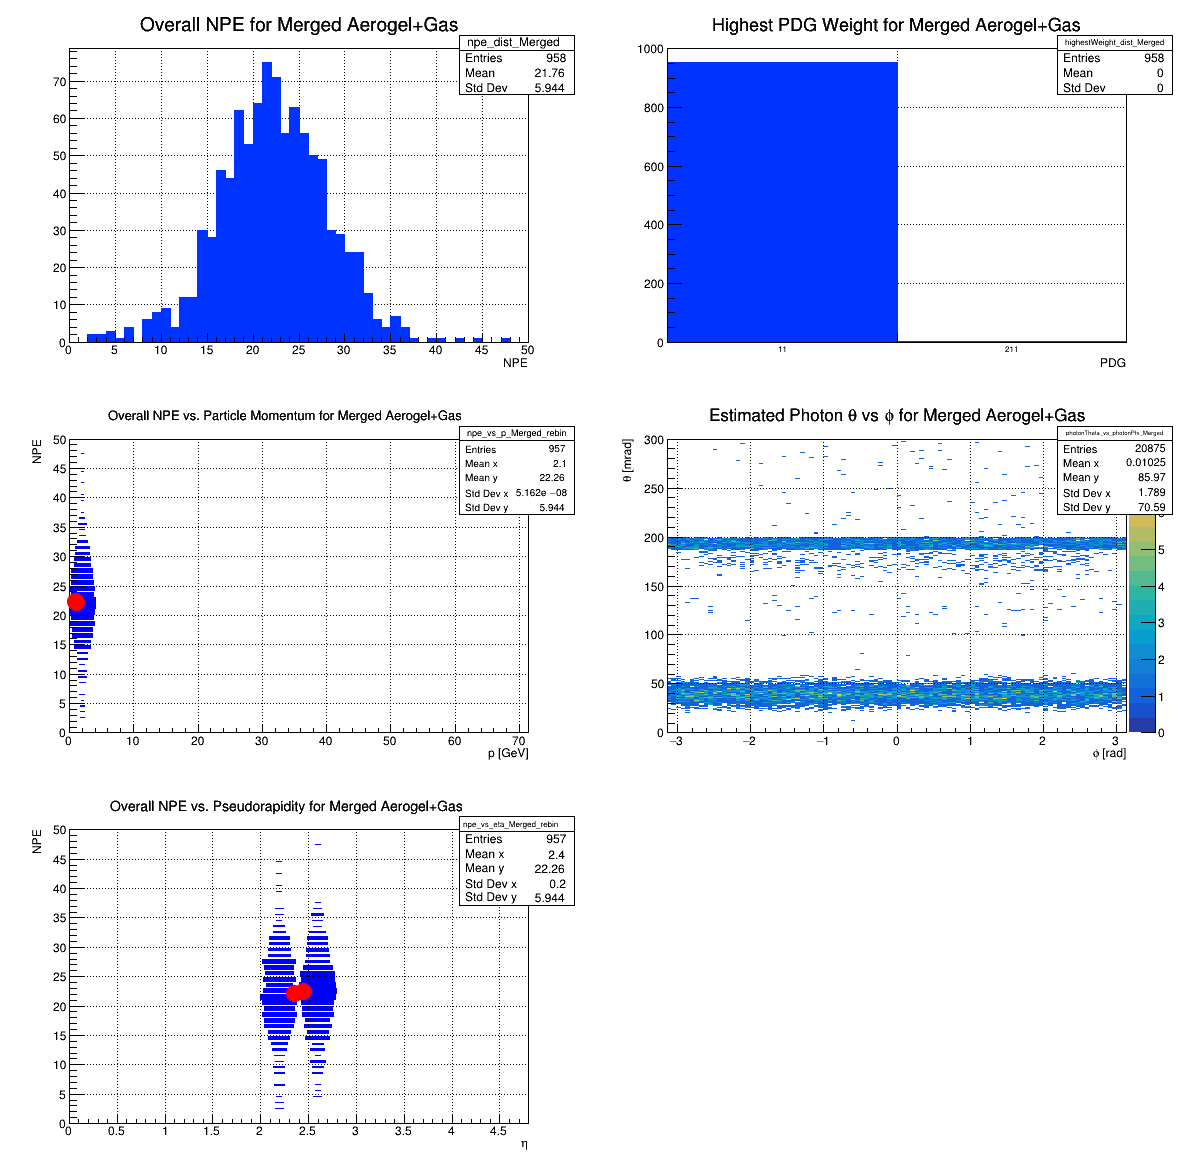 Overall NPE for Merged Aerogel+Gas
npe_dist_Merged
Entries 958
Mean 21.76
Std Dev 5.944
70
60
50
40
30
20
10
0
0 5 10 15 20 25 30 35 40 45 50
NPE
Highest PDG Weight for Merged Aerogel+Gas
highestWeight_dist_Merged
Entries 958
Mean 0
Std Dev 0
1000
800
600
400
200
0
11 211
PDG
Overall NPE vs. Particle Momentum for Merged Aerogel+Gas
npe_vs_p_Merged_rebin
Entries 957
Mean x 2.1
Mean y 22.26
Std Dev x 5.162e −08
Std Dev y 5.944
NPE
50
45
40
35
30
25
20
15
10
5
0
0 10 20 30 40 50 60 70
p [GeV]
Estimated Photon θ vs ϕ for Merged Aerogel+Gas
photonTheta_vs_photonPhi_Merged
Entries 20875
Mean x 0.01025
Mean y 85.97
Std Dev x 1.789
Std Dev y 70.59
θ [mrad]
300
250
200
150
100
50
0
−3 −2 −1 0 1 2 3
ϕ [rad]
5
4
3
2
1
0
Overall NPE vs. Pseudorapidity for Merged Aerogel+Gas
npe_vs_eta_Merged_rebin
Entries 957
Mean x 2.4
Mean y 22.26
Std Dev x 0.2
Std Dev y 5.944
NPE
50
45
40
35
30
25
20
15
10
5
0
0 0.5 1 1.5 2 2.5 3 3.5 4 4.5
η